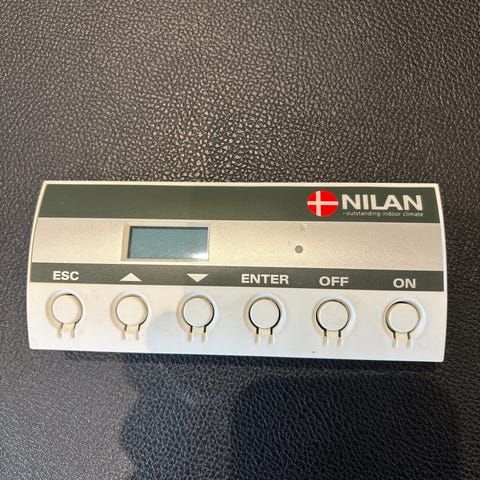 NILAN
- outstanding indoor climate
ESC ▲ ▼ ENTER OFF ON